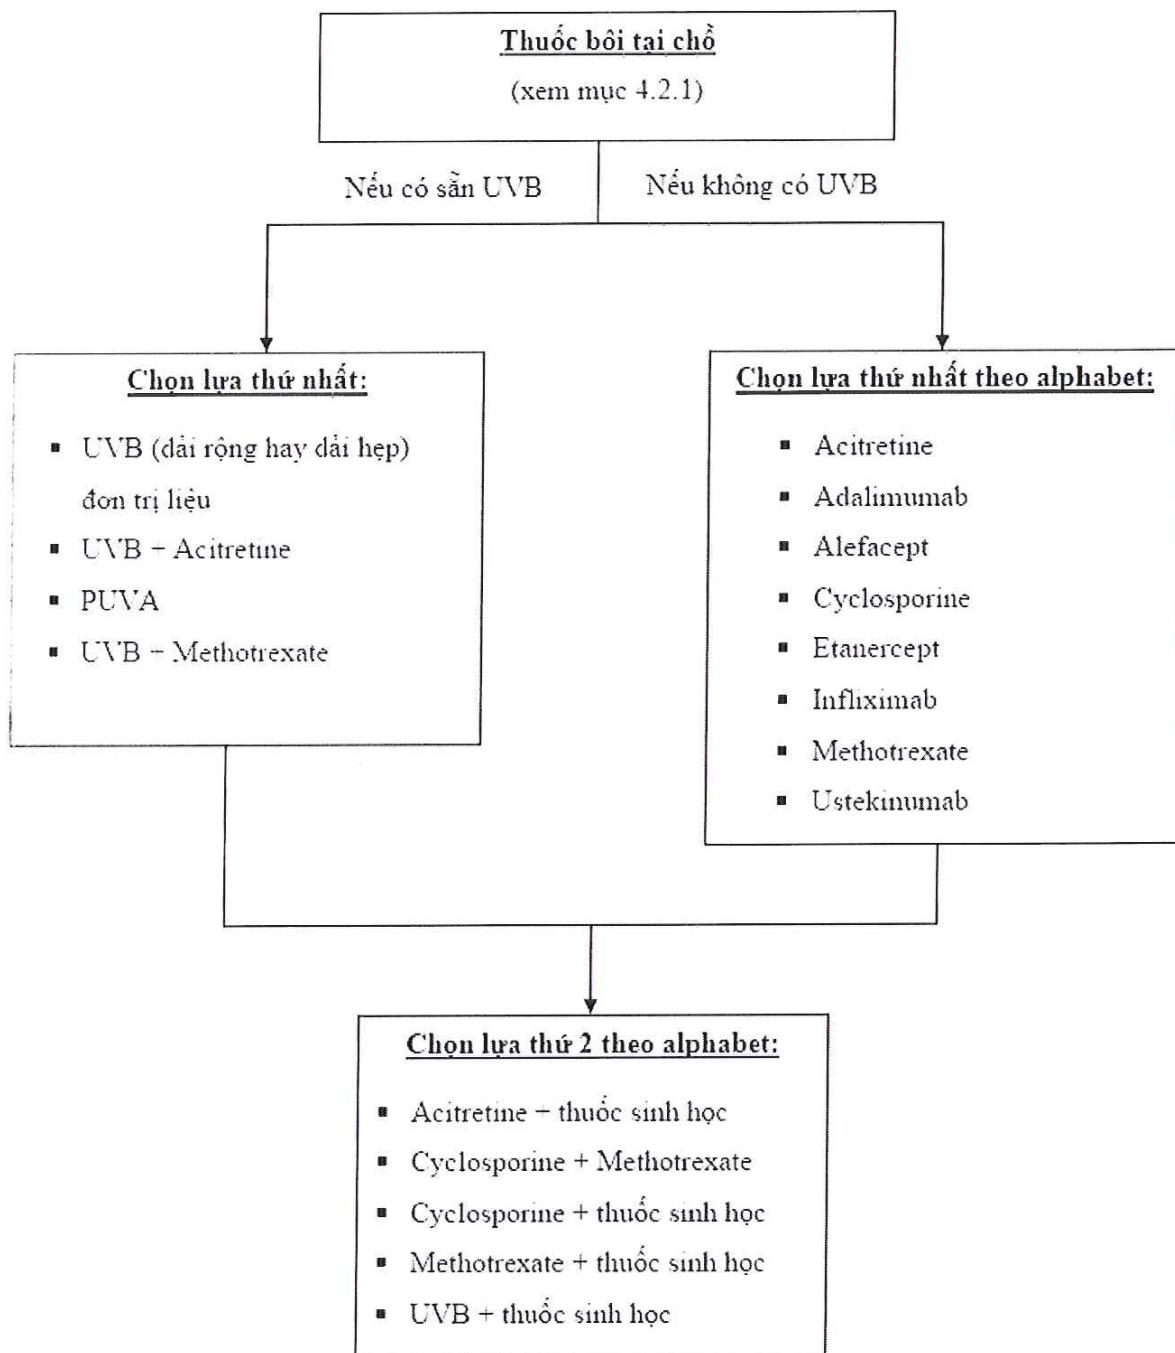 Thuốc bôi tại chỗ
(xem mục 4.2.1)
Nếu có sẵn UVB
Nếu không có UVB
Chọn lựa thứ nhất:
▪ UVB (dải rộng hay dải hẹp)
đơn trị liệu
▪ UVB + Acitretine
▪ PUVA
▪ UVB + Methotrexate
Chọn lựa thứ nhất theo alphabet:
▪ Acitretine
▪ Adalimumab
▪ Alefacept
▪ Cyclosporine
▪ Etanercept
▪ Infliximab
▪ Methotrexate
▪ Ustekinumab
Chọn lựa thứ 2 theo alphabet:
▪ Acitretine + thuốc sinh học
▪ Cyclosporine + Methotrexate
▪ Cyclosporine + thuốc sinh học
▪ Methotrexate + thuốc sinh học
▪ UVB + thuốc sinh học